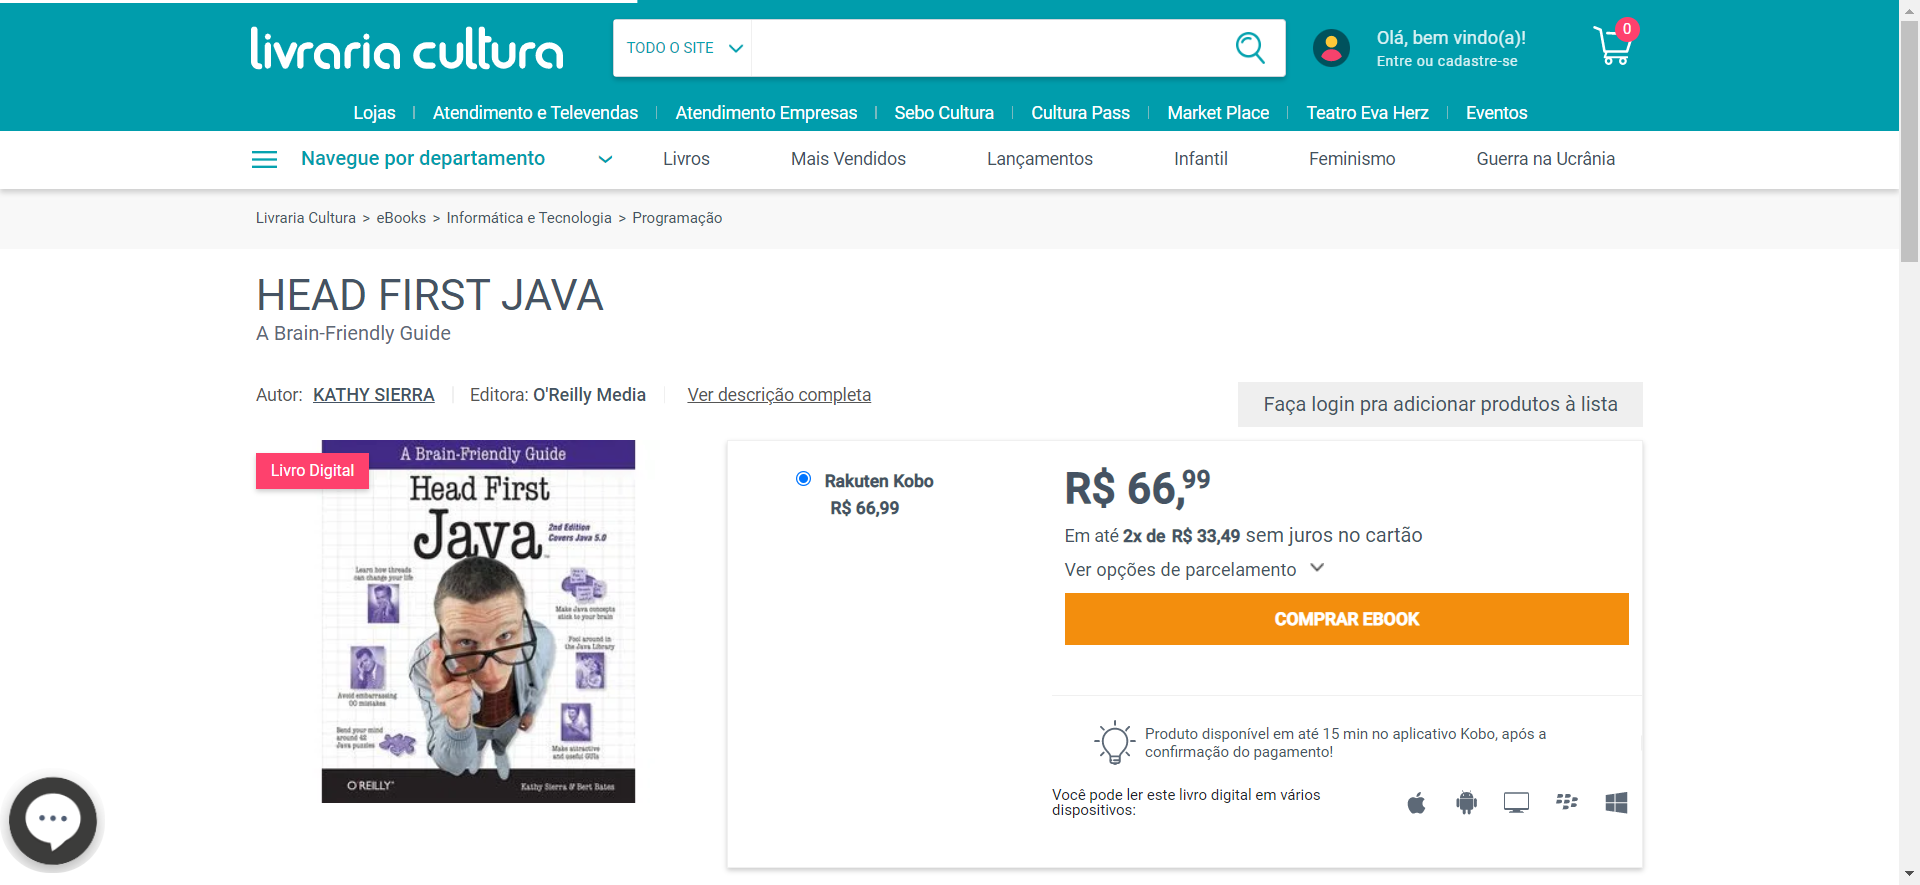 livraria cultura
TODO O SITE
Olá, bem vindo(a)!
Entre ou cadastre-se
0
Lojas
Atendimento e Televendas
Atendimento Empresas
Sebo Cultura
Cultura Pass
Market Place
Teatro Eva Herz
Eventos
Navegue por departamento
Livros
Mais Vendidos
Lançamentos
Infantil
Feminismo
Guerra na Ucrânia
Livraria Cultura > eBooks > Informática e Tecnologia > Programação
HEAD FIRST JAVA
A Brain-Friendly Guide
Autor: KATHY SIERRA
Editora: O'Reilly Media
Ver descrição completa
Faça login pra adicionar produtos à lista
Livro Digital
A Brain-Friendly Guide
Head First
Java
2nd Edition
Covers Java 5.0
Learn how threads
can change your life
Make Java concepts
stick to your brain
Fool around in
the Java Library
Avoid embarrassing
OO mistakes
Bend your mind
around 42
Java puzzles
Make attractive
and useful GUIs
O'REILLY®
Kathy Sierra & Bert Bates
Rakuten Kobo
R$ 66,99
R$ 66,99
Em até 2x de R$ 33,49 sem juros no cartão
Ver opções de parcelamento
COMPRAR EBOOK
Produto disponível em até 15 min no aplicativo Kobo, após a
confirmação do pagamento!
Você pode ler este livro digital em vários
dispositivos: